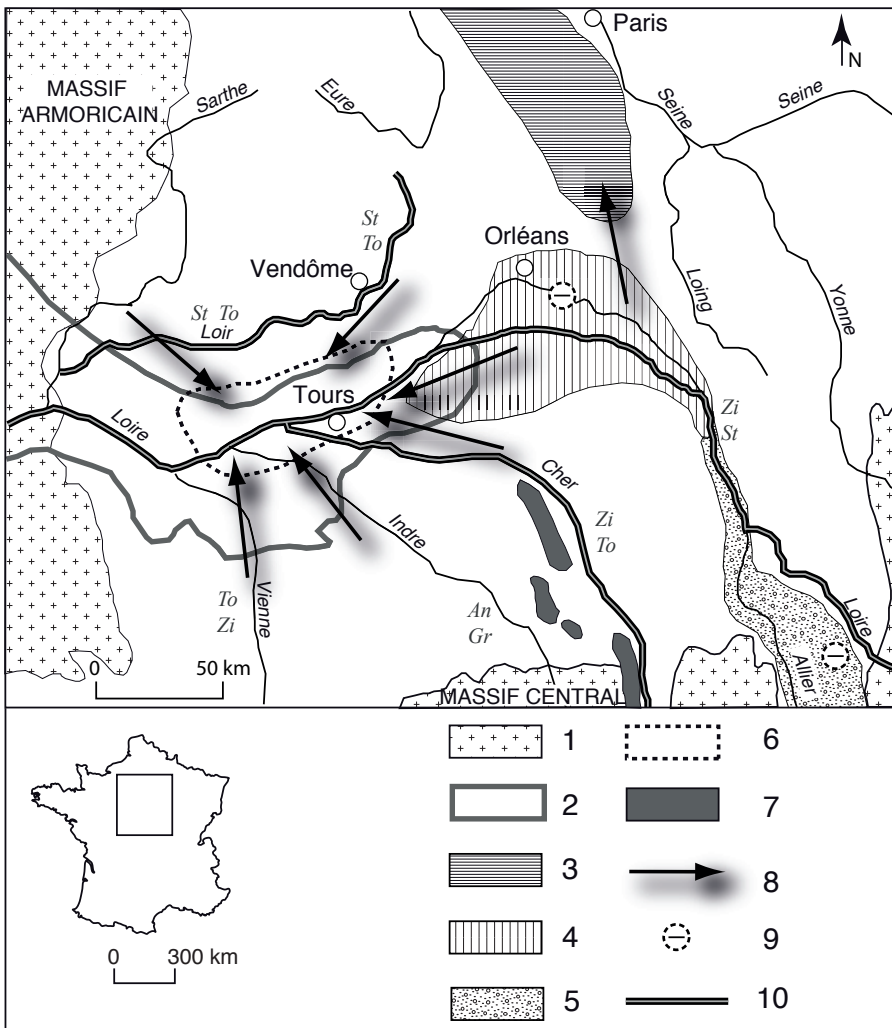 Paris
N
MASSIF
ARMORICAIN
Sarthe
Eure
Seine
Seine
St
To
Orléans
Vendôme
Loing
Yonne
St To
Loir
Tours
Loire
Zi
St
Cher
Indre
Zi
To
Vienne
To
Zi
An
Gr
Loire
Allier
0 50 km
MASSIF CENTRAL
1 6
2 7
3 8
4 9
5 10
0 300 km